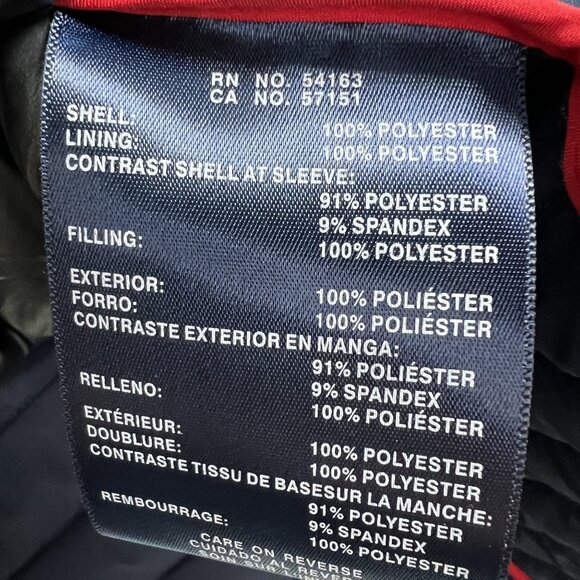 RN NO. 54163
CA NO. 57151
SHELL: 100% POLYESTER
LINING: 100% POLYESTER
CONTRAST SHELL AT SLEEVE:
91% POLYESTER
9% SPANDEX
FILLING: 100% POLYESTER
EXTERIOR: 100% POLIÉSTER
FORRO: 100% POLIÉSTER
CONTRASTE EXTERIOR EN MANGA:
91% POLIÉSTER
9% SPANDEX
RELLENO: 100% POLIÉSTER
EXTÉRIEUR: 100% POLYESTER
DOUBLURE: 100% POLYESTER
CONTRASTE TISSU DE BASESUR LA MANCHE:
91% POLYESTER
9% SPANDEX
REMBOURRAGE: 100% POLYESTER
CARE ON REVERSE
CUIDADO AL REVE
SOIN SUR